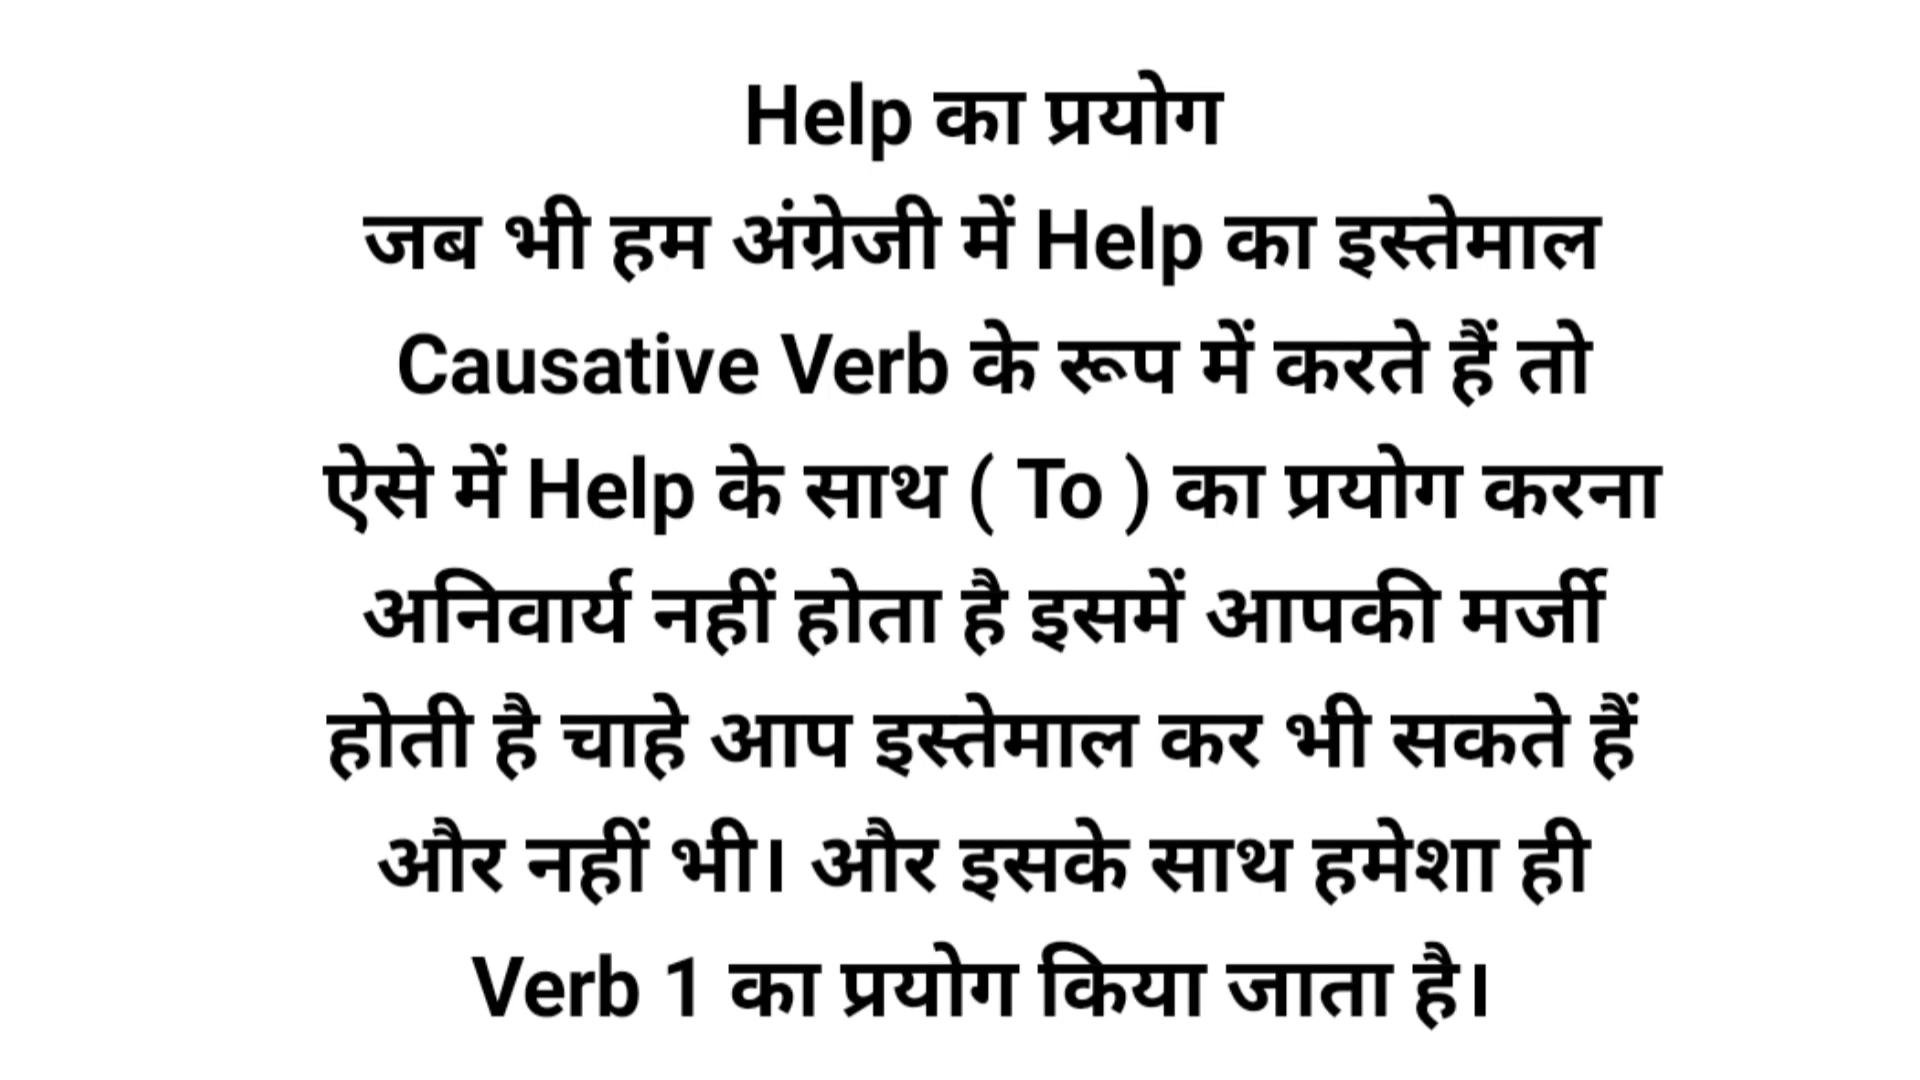 Help का प्रयोग
जब भी हम अंग्रेजी में Help का इस्तेमाल
Causative Verb के रूप में करते हैं तो
ऐसे में Help के साथ ( To ) का प्रयोग करना
अनिवार्य नहीं होता है इसमें आपकी मर्जी
होती है चाहे आप इस्तेमाल कर भी सकते हैं
और नहीं भी। और इसके साथ हमेशा ही
Verb 1 का प्रयोग किया जाता है।